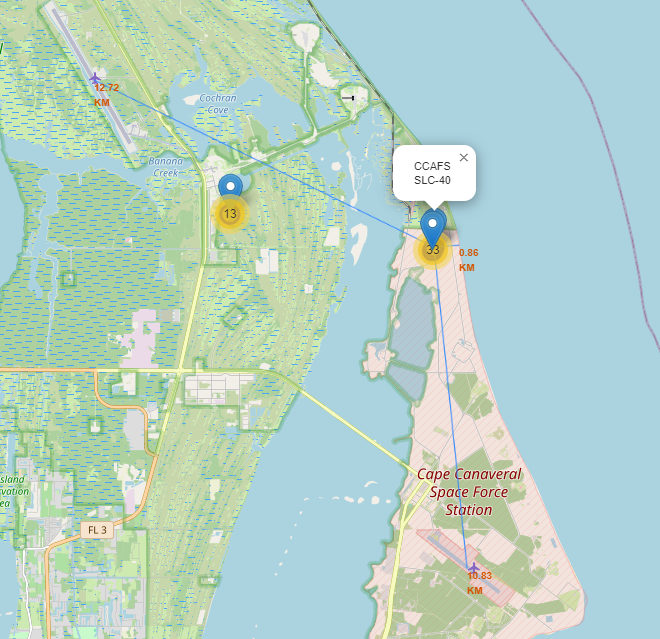 12.72
KM
Cochran
Cove
Banana
Creek
×
CCAFS
SLC-40
13
33
0.86
KM
Cape Canaveral
Space Force
Station
FL 3
10.83
KM